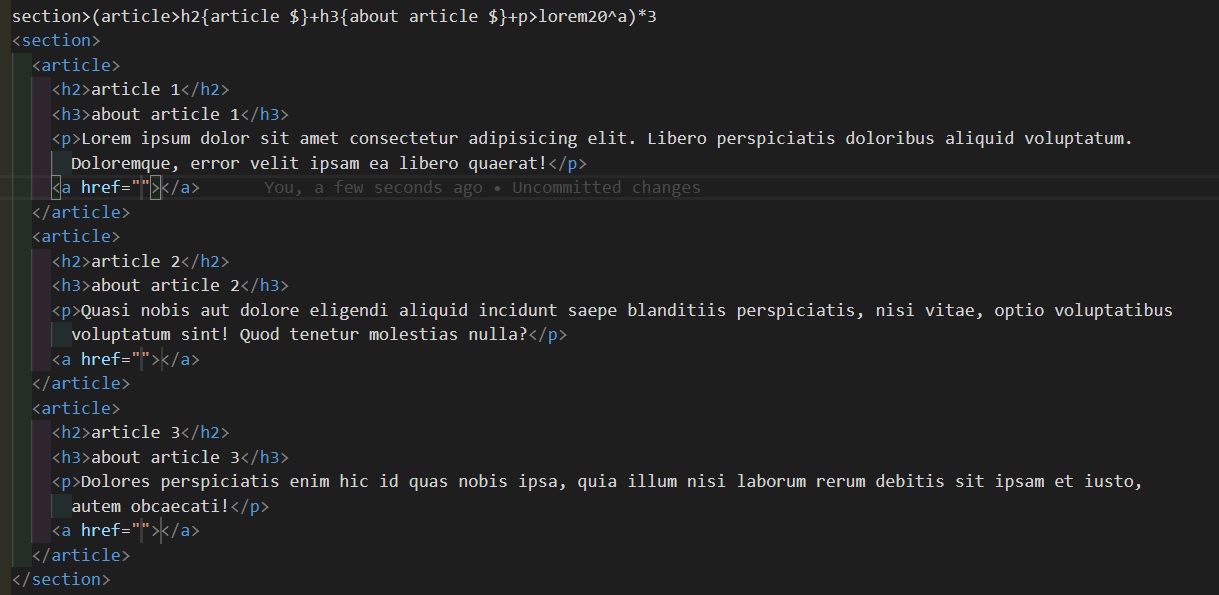 section>(article>h2{article $}+h3{about article $}+p>lorem20^a)*3
<section>
<article>
<h2>article 1</h2>
<h3>about article 1</h3>
<p>Lorem ipsum dolor sit amet consectetur adipisicing elit. Libero perspiciatis doloribus aliquid voluptatum.
Doloremque, error velit ipsam ea libero quaerat!</p>
<a href=""></a> You, a few seconds ago • Uncommitted changes
</article>
<article>
<h2>article 2</h2>
<h3>about article 2</h3>
<p>Quasi nobis aut dolore eligendi aliquid incidunt saepe blanditiis perspiciatis, nisi vitae, optio voluptatibus
voluptatum sint! Quod tenetur molestias nulla?</p>
<a href=""></a>
</article>
<article>
<h2>article 3</h2>
<h3>about article 3</h3>
<p>Dolores perspiciatis enim hic id quas nobis ipsa, quia illum nisi laborum rerum debitis sit ipsam et iusto,
autem obcaecati!</p>
<a href=""></a>
</article>
</section>